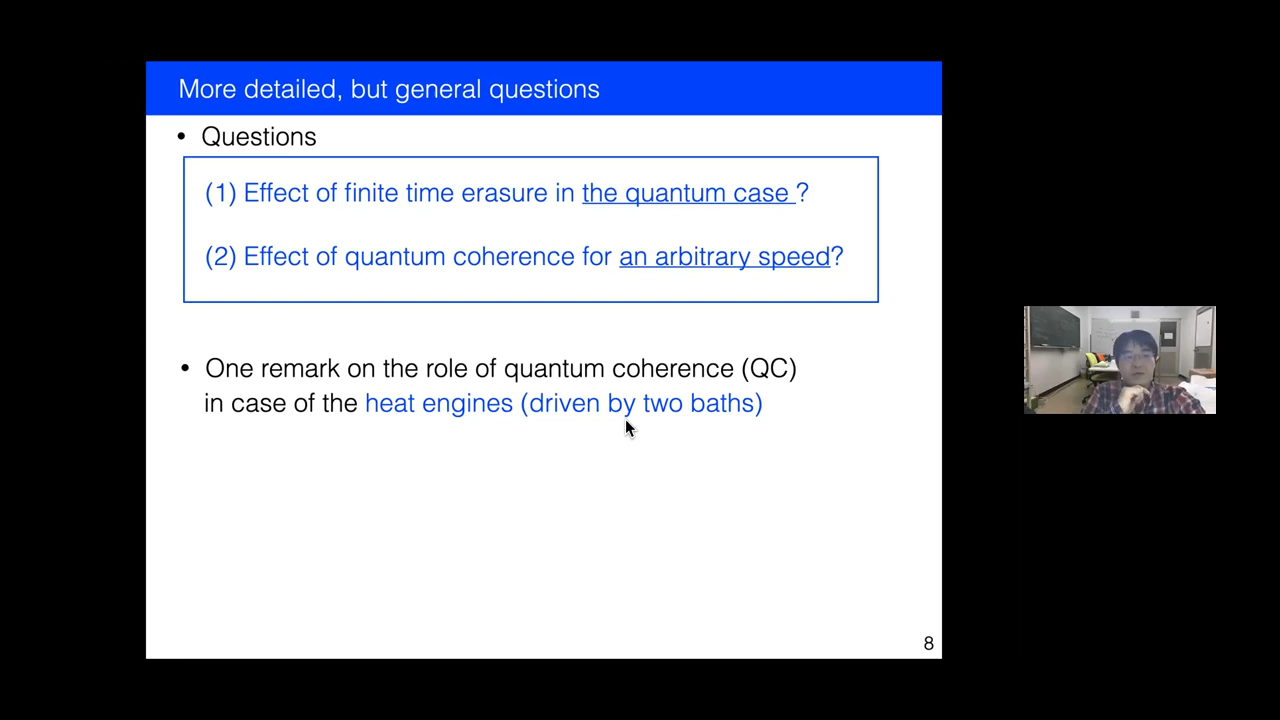 More detailed, but general questions
• Questions
(1) Effect of finite time erasure in the quantum case ?
(2) Effect of quantum coherence for an arbitrary speed?
• One remark on the role of quantum coherence (QC)
in case of the heat engines (driven by two baths)
8